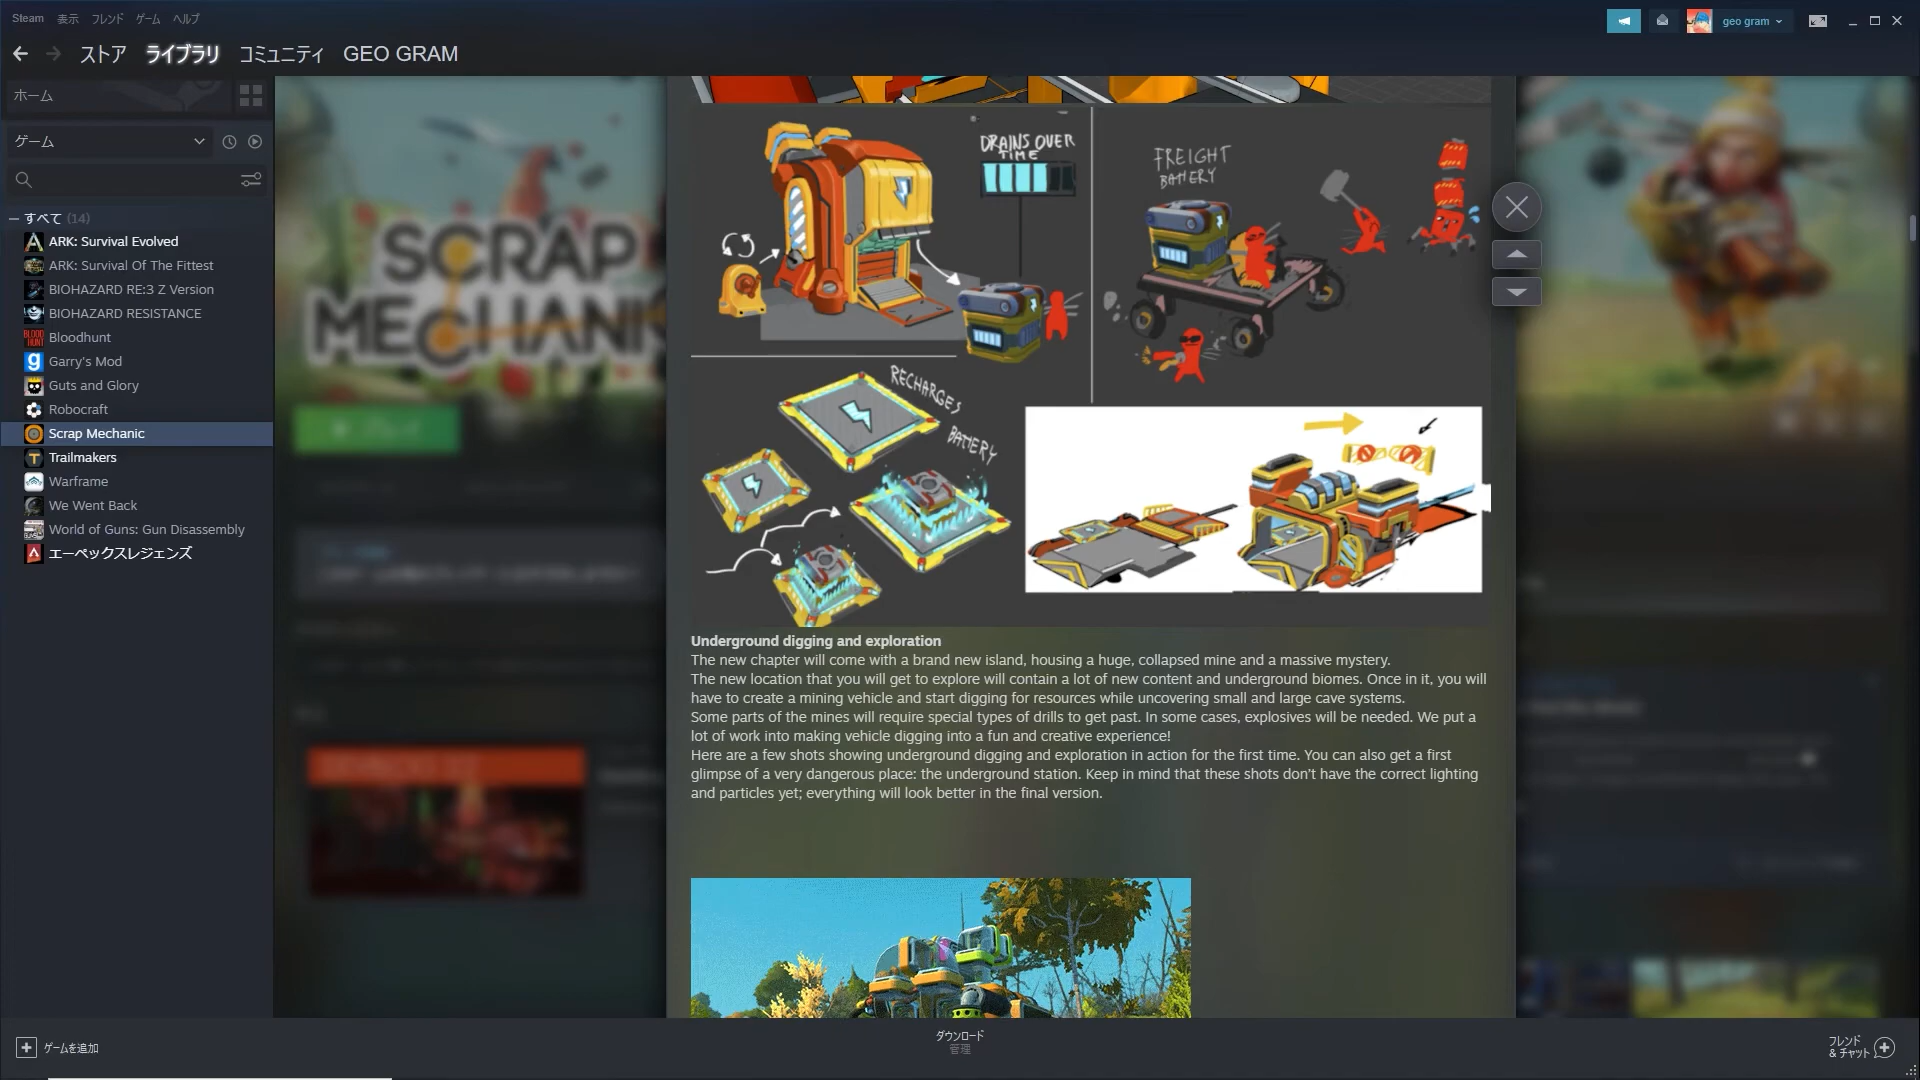 Steam 表示 フレンド ゲーム ヘルプ
geo gram
ストア ライブラリ コミュニティ GEO GRAM
ホーム
ゲーム
すべて (14)
ARK: Survival Evolved
ARK: Survival Of The Fittest
BIOHAZARD RE:3 Z Version
BIOHAZARD RESISTANCE
Bloodhunt
Garry's Mod
Guts and Glory
Robocraft
Scrap Mechanic
Trailmakers
Warframe
We Went Back
World of Guns: Gun Disassembly
エーペックスレジェンズ
SCRAP
MECHANIC
DRAINS OVER
TIME
FREIGHT
BATTERY
RECHARGES
BATTERY
Underground digging and exploration
The new chapter will come with a brand new island, housing a huge, collapsed mine and a massive mystery.
The new location that you will get to explore will contain a lot of new content and underground biomes. Once in it, you will
have to create a mining vehicle and start digging for resources while uncovering small and large cave systems.
Some parts of the mines will require special types of drills to get past. In some cases, explosives will be needed. We put a
lot of work into making vehicle digging into a fun and creative experience!
Here are a few shots showing underground digging and exploration in action for the first time. You can also get a first
glimpse of a very dangerous place: the underground station. Keep in mind that these shots don't have the correct lighting
and particles yet; everything will look better in the final version.
ゲームを追加
ダウンロード
管理
フレンド
& チャット